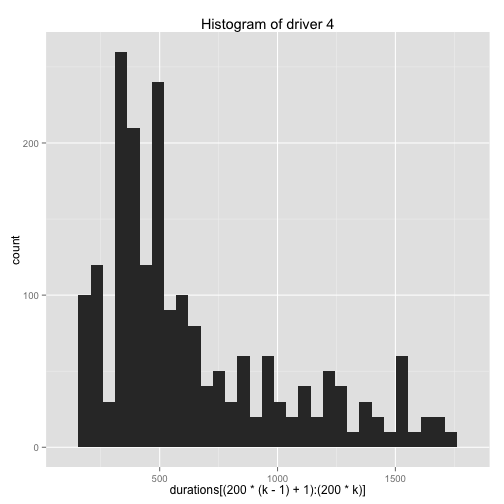 Histogram of driver 4
count
200
100
0
500
1000
1500
durations[(200 * (k - 1) + 1):(200 * k)]